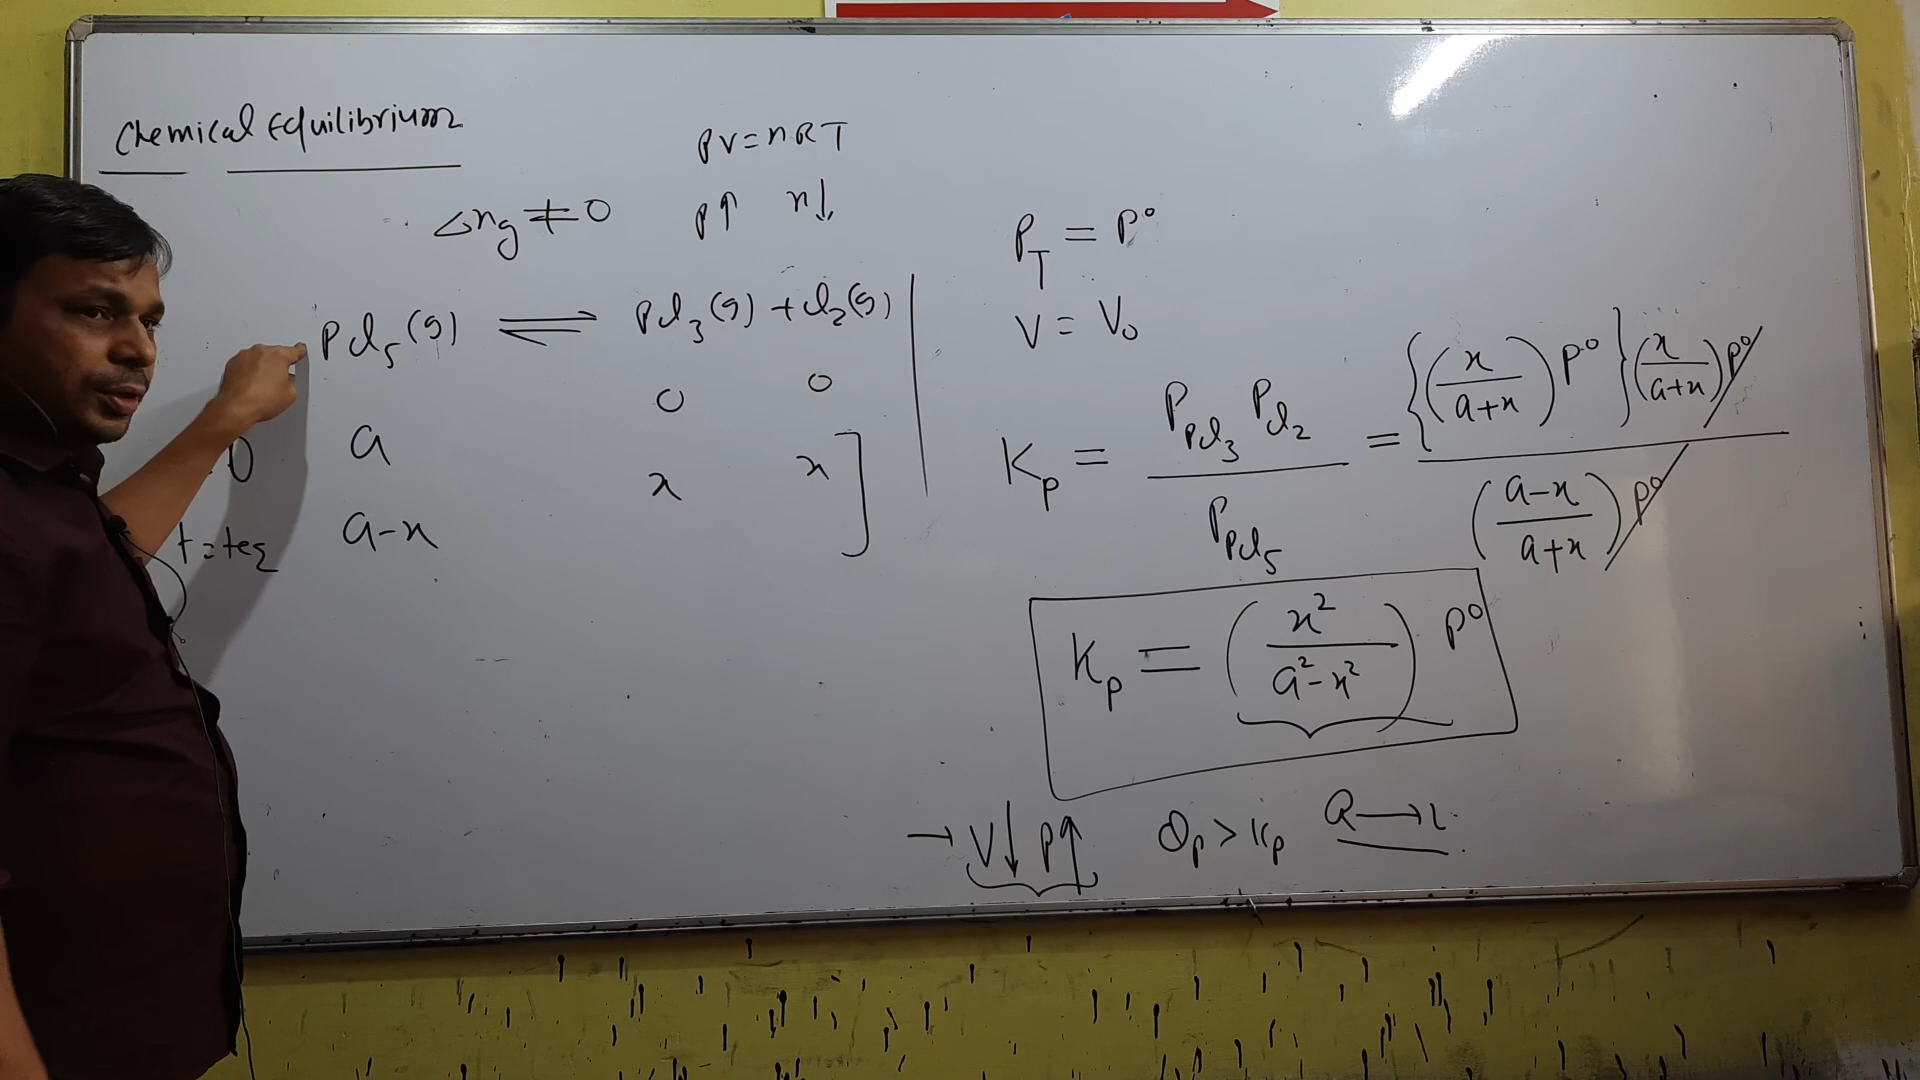 Chemical Equilibrium
PV = nRT
Δng ≠ 0
P↑ n↓
PCl5(g) ⇌ PCl3(g) + Cl2(g)
0 0
0 a
x x
t = teq a-x
PT = P°
V = V0
Kp = PPCl3 PCl2 / PPCl5 = {(x/a+x) P°} (x/a+x) P° / (a-x/a+x) P°
Kp = (x²/a²-x²) P°
→ V↓ P↑ Qp > Kp R → L